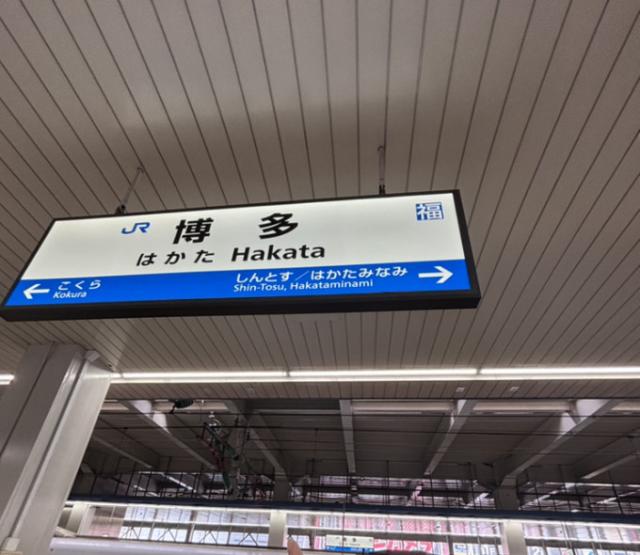 JR 博多 福
はかた Hakata
← こくら しんとす/はかたみなみ →
Kokura Shin-Tosu, Hakataminami